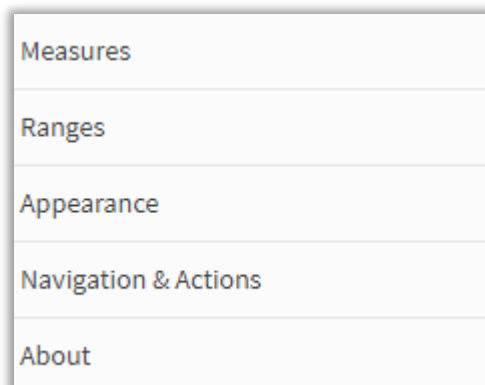 Measures
Ranges
Appearance
Navigation & Actions
About